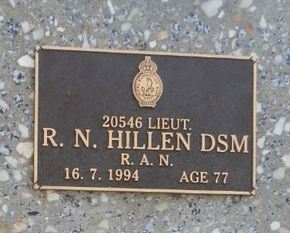 20546 LIEUT.
R. N. HILLEN DSM
R. A. N.
16. 7. 1994 AGE 77